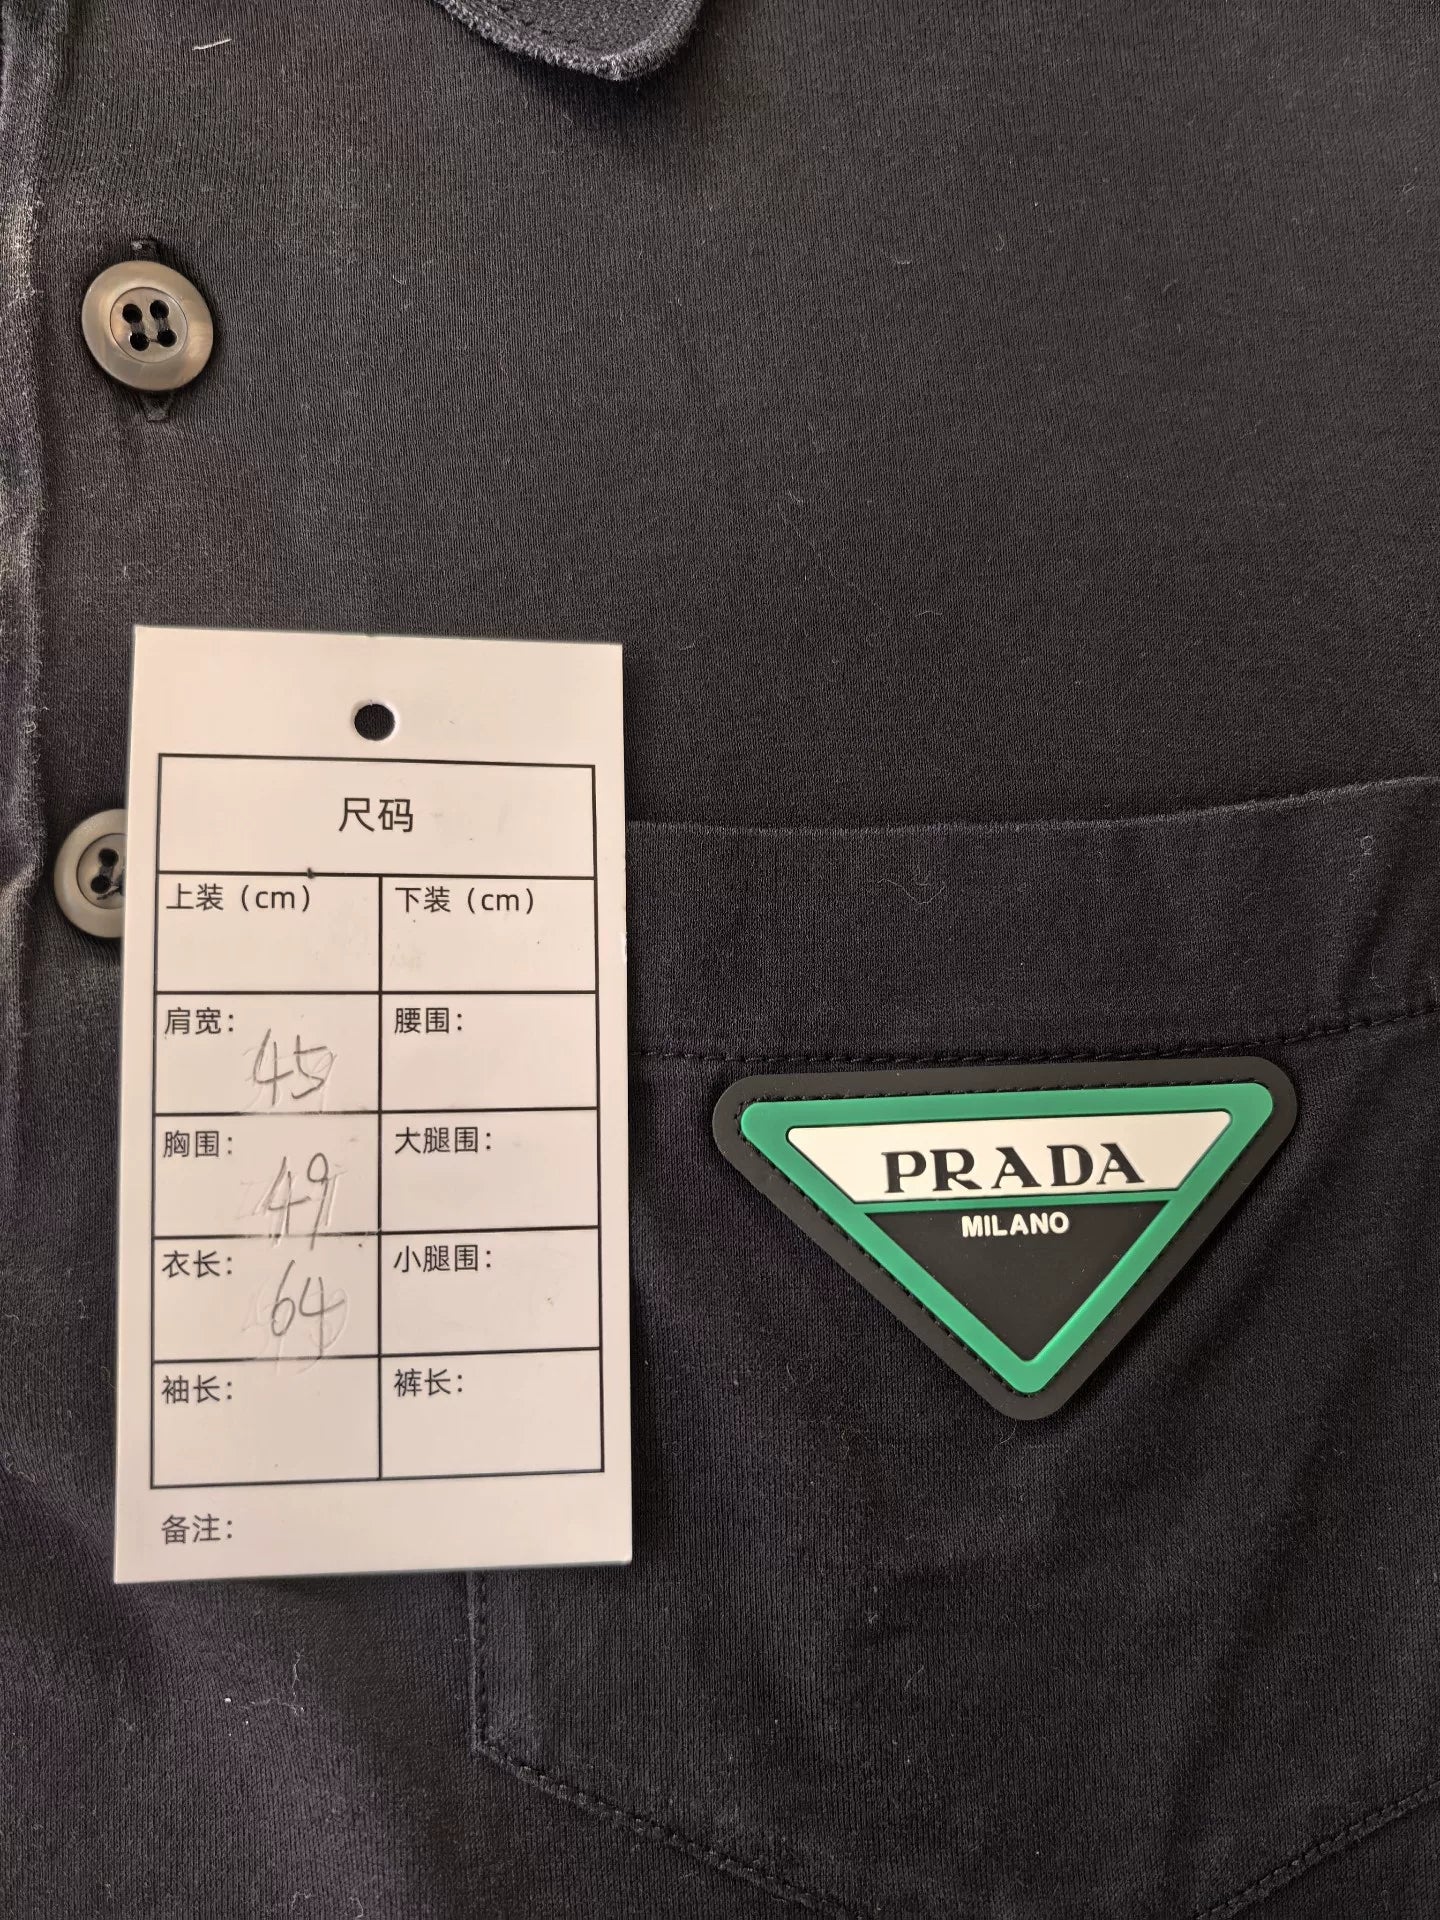 尺码
上装（cm） 下装（cm）
肩宽： 45 腰围：
胸围： 49 大腿围：
衣长： 64 小腿围：
袖长： 裤长：
备注：
PRADA
MILANO